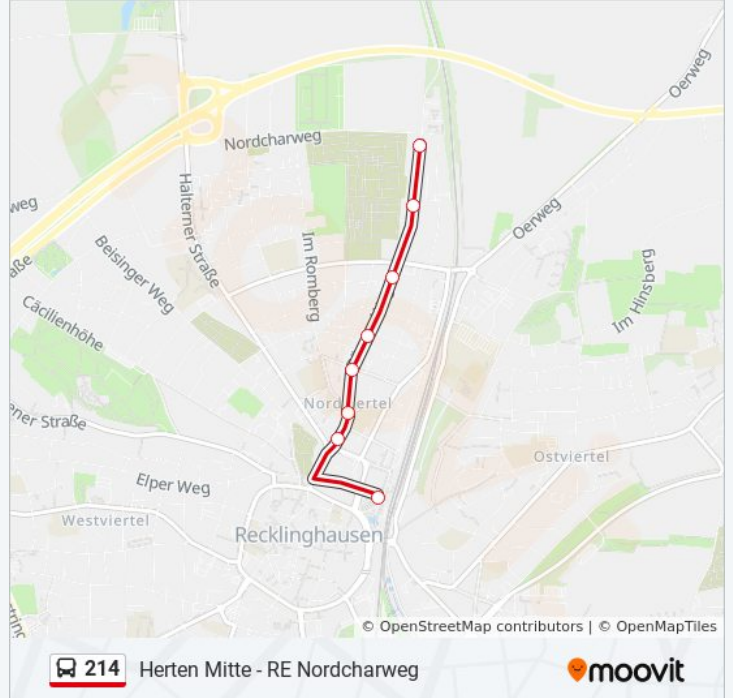 Oerweg
Nordcharweg
Halterner Straße
weg
Oerweg
aße
Beisinger Weg
Im Romberg
Im Hinsberg
Cäcilienhöhe
Nordviertel
ener Straße
Ostviertel
Elper Weg
Westviertel
Recklinghausen
string
© OpenStreetMap contributors | © OpenMapTiles
214 Herten Mitte - RE Nordcharweg
moovit